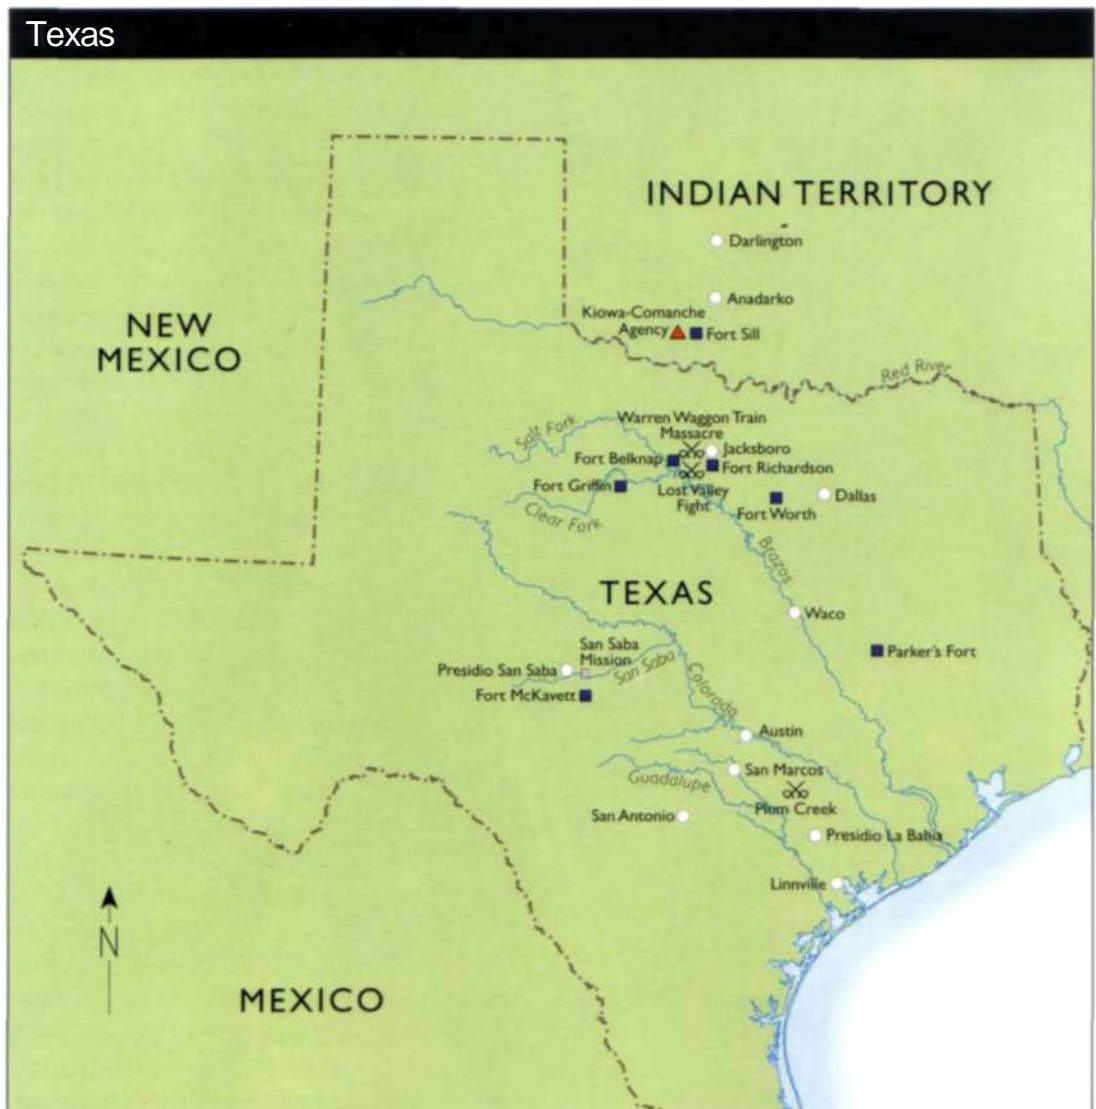 Texas
INDIAN TERRITORY
Darlington
Anadarko
Kiowa-Comanche
Agency
Fort Sill
NEW
MEXICO
Red River
Salt Fork
Warren Waggon Train
Massacre
Jacksboro
Fort Belknap
Fort Richardson
Fort Griffin
Lost Valley
Fight
Dallas
Fort Worth
Clear Fork
Brazos
TEXAS
Waco
San Saba
Mission
Parker's Fort
Presidio San Saba
San Saba
Fort McKavett
Colorado
Austin
San Marcos
Guadalupe
Plum Creek
San Antonio
Presidio La Bahia
Linnville
N
MEXICO